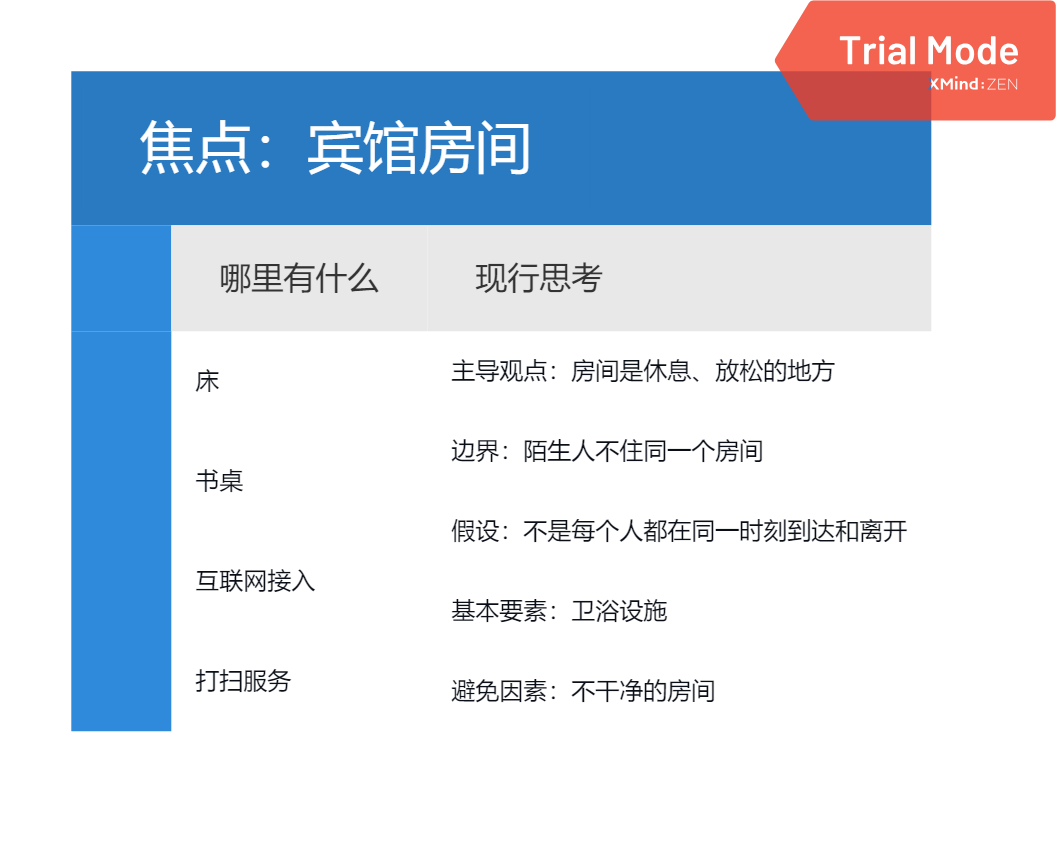 Trial Mode
XMind:ZEN
焦点：宾馆房间
哪里有什么
现行思考
床
书桌
互联网接入
打扫服务
主导观点：房间是休息、放松的地方
边界：陌生人不住同一个房间
假设：不是每个人都在同一时刻到达和离开
基本要素：卫浴设施
避免因素：不干净的房间